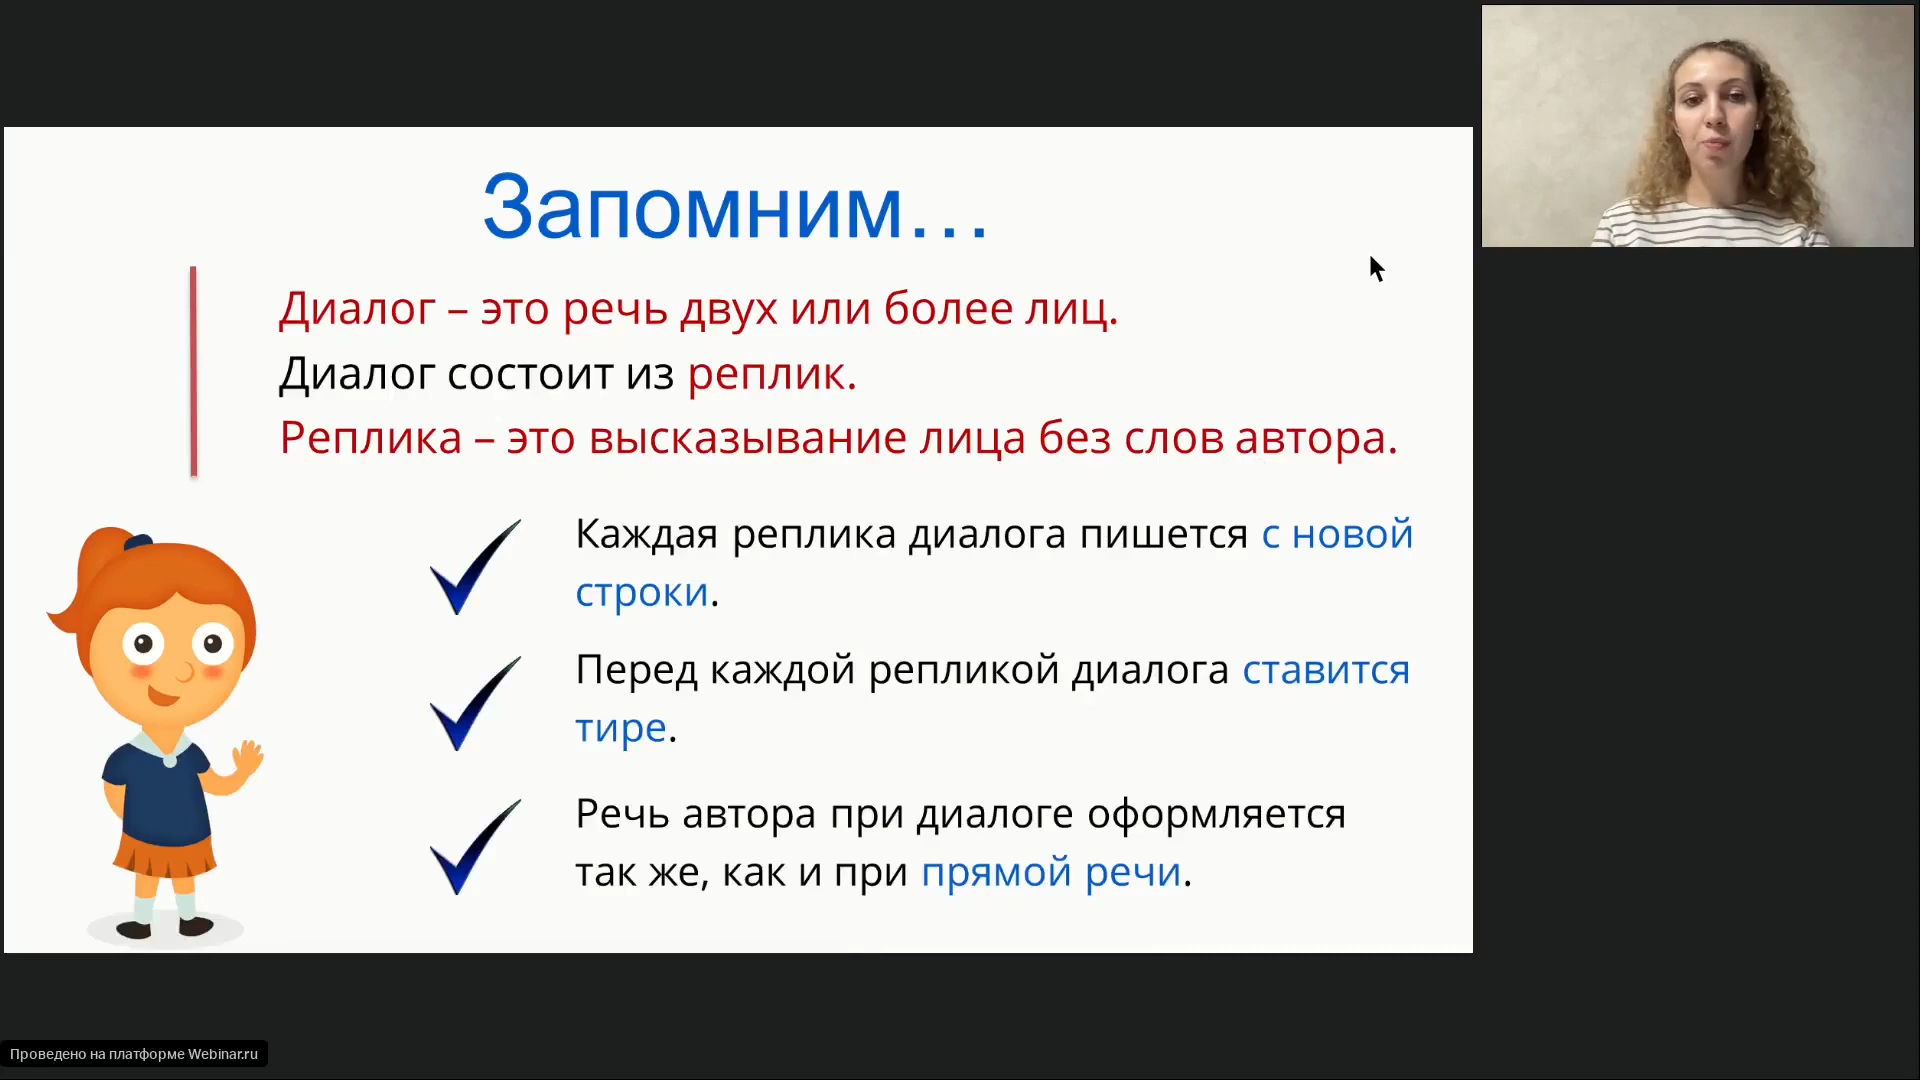 Запомним...
Диалог – это речь двух или более лиц.
Диалог состоит из реплик.
Реплика – это высказывание лица без слов автора.
Каждая реплика диалога пишется с новой
строки.
Перед каждой репликой диалога ставится
тире.
Речь автора при диалоге оформляется
так же, как и при прямой речи.
Проведено на платформе Webinar.ru